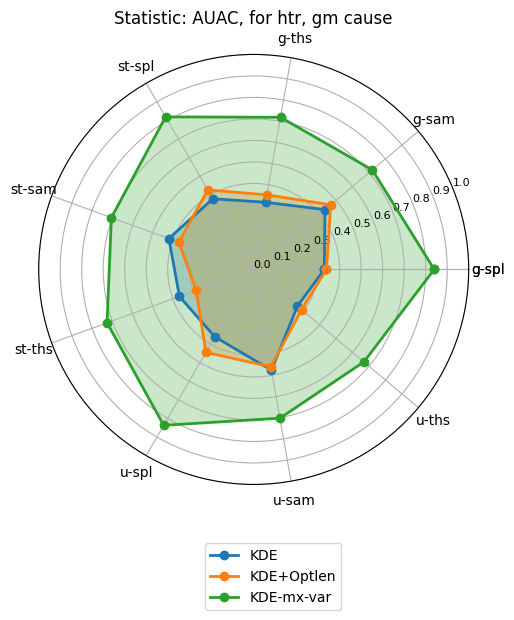 Statistic: AUAC, for htr, gm cause
g-ths
st-spl
g-sam
1.0
0.9
0.8
0.7
0.6
0.5
0.4
0.3
0.2
0.1
0.0
st-sam
g-spl
st-ths
u-ths
u-spl
u-sam
KDE
KDE+Optlen
KDE-mx-var